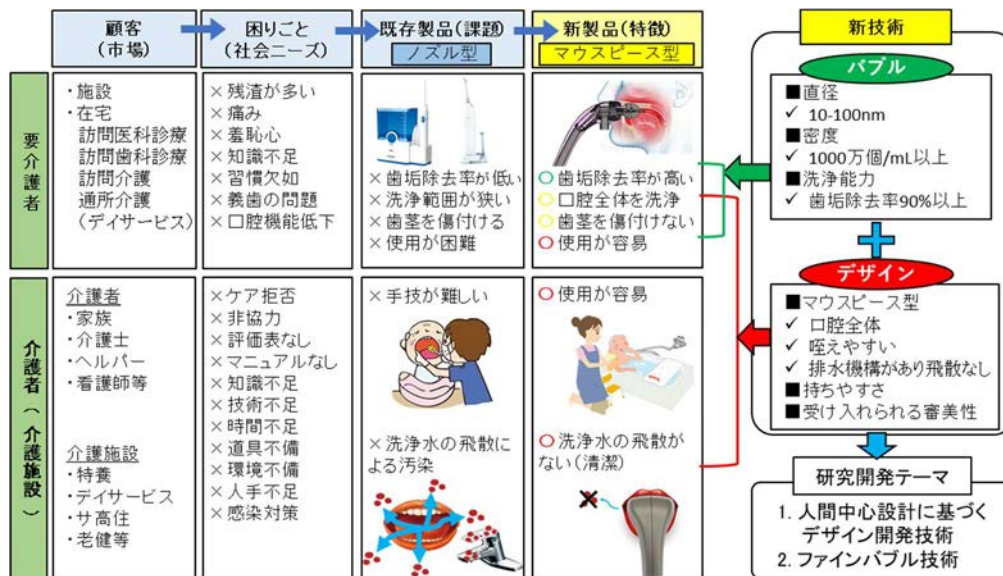 顧客
(市場)
困りごと
(社会ニーズ)
既存製品(課題)
ノズル型
新製品(特徴)
マウスピース型
要介護者
・施設
・在宅
訪問医科診療
訪問歯科診療
訪問介護
通所介護
(デイサービス)
×残渣が多い
×痛み
×羞恥心
×知識不足
×習慣欠如
×義歯の問題
×口腔機能低下
×歯垢除去率が低い
×洗浄範囲が狭い
×歯茎を傷付ける
×使用が困難
○歯垢除去率が高い
○口腔全体を洗浄
○歯茎を傷付けない
○使用が容易
介護者(介護施設)
介護者
・家族
・介護士
・ヘルパー
・看護師等
介護施設
・特養
・デイサービス
・サ高住
・老健等
×ケア拒否
×非協力
×評価表なし
×マニュアルなし
×知識不足
×技術不足
×時間不足
×道具不備
×環境不備
×人手不足
×感染対策
×手技が難しい
×洗浄水の飛散に
よる汚染
○使用が容易
○洗浄水の飛散が
ない(清潔)
新技術
バブル
■直径
✓ 10-100nm
■密度
✓ 1000万個/mL以上
■洗浄能力
✓ 歯垢除去率90%以上
デザイン
■マウスピース型
✓ 口腔全体
✓ 咥えやすい
✓ 排水機構があり飛散なし
■持ちやすさ
■受け入れられる審美性
研究開発テーマ
1. 人間中心設計に基づく
デザイン開発技術
2. ファインバブル技術